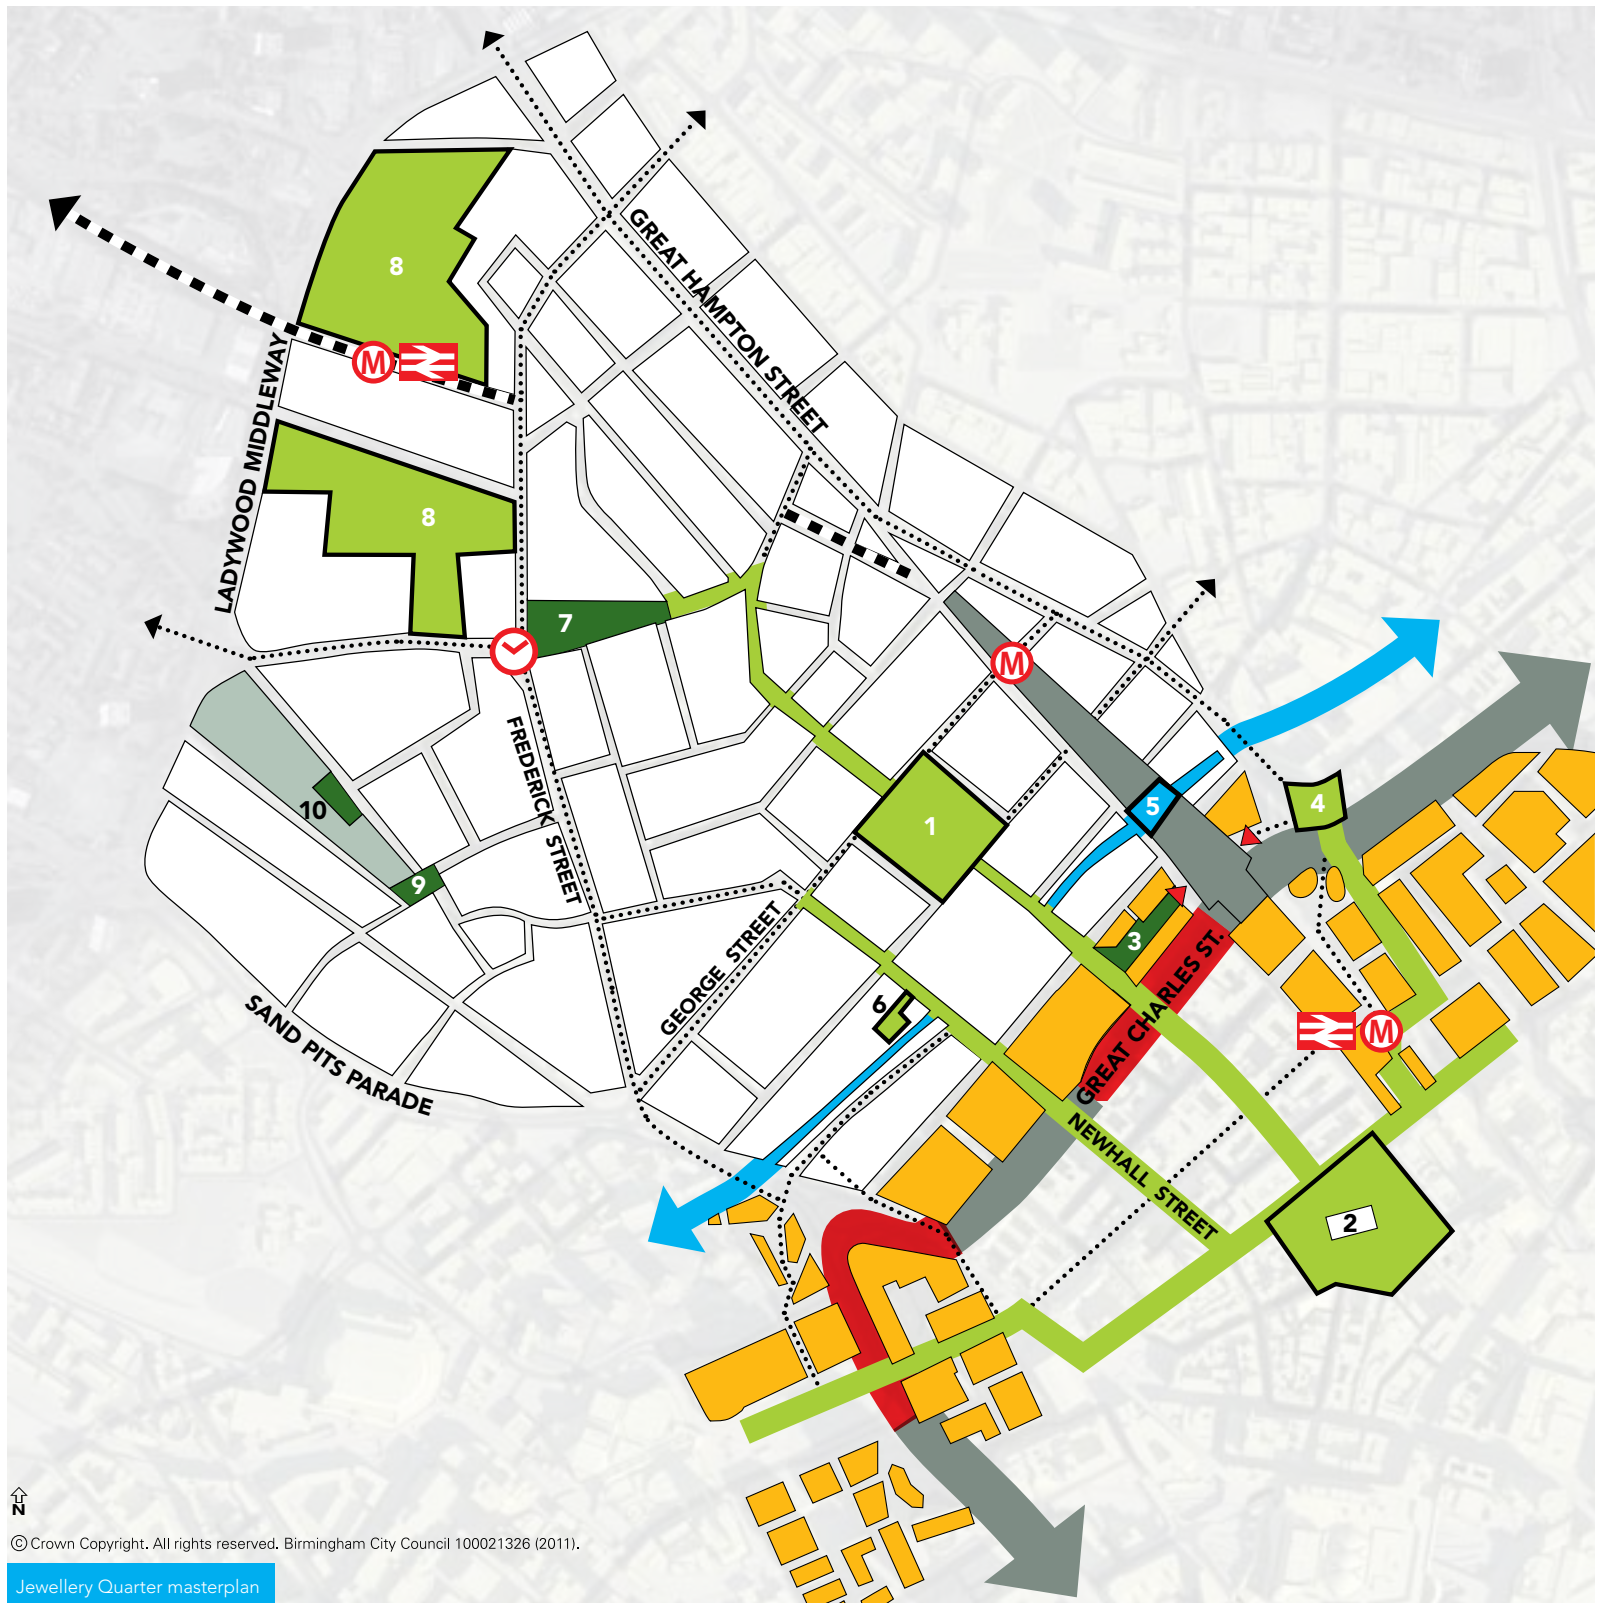 GREAT HAMPTON STREET
8
M
LADYWOOD MIDDLEWAY
8
7
M
FREDERICK STREET
10
9
1
5
4
3
GEORGE STREET
6
GREAT CHARLES ST.
M
SAND PITS PARADE
NEWHALL STREET
2
N
© Crown Copyright. All rights reserved. Birmingham City Council 100021326 (2011).
Jewellery Quarter masterplan